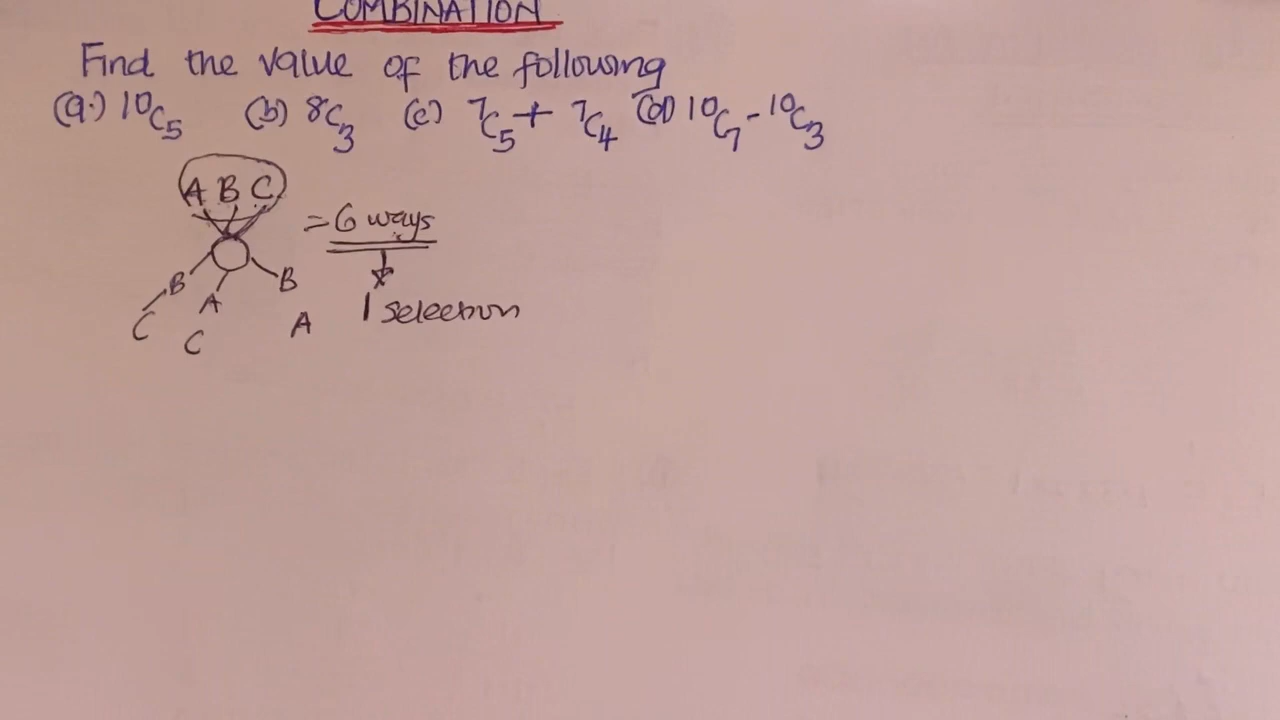 COMBINATION
Find the value of the following
(a.) ¹⁰C₅ (b) ⁸C₃ (c) ⁷C₅ + ⁷C₄ (d) ¹⁰C₇ - ¹⁰C₃
A B C
= 6 ways
B A B
C C A
1 selection